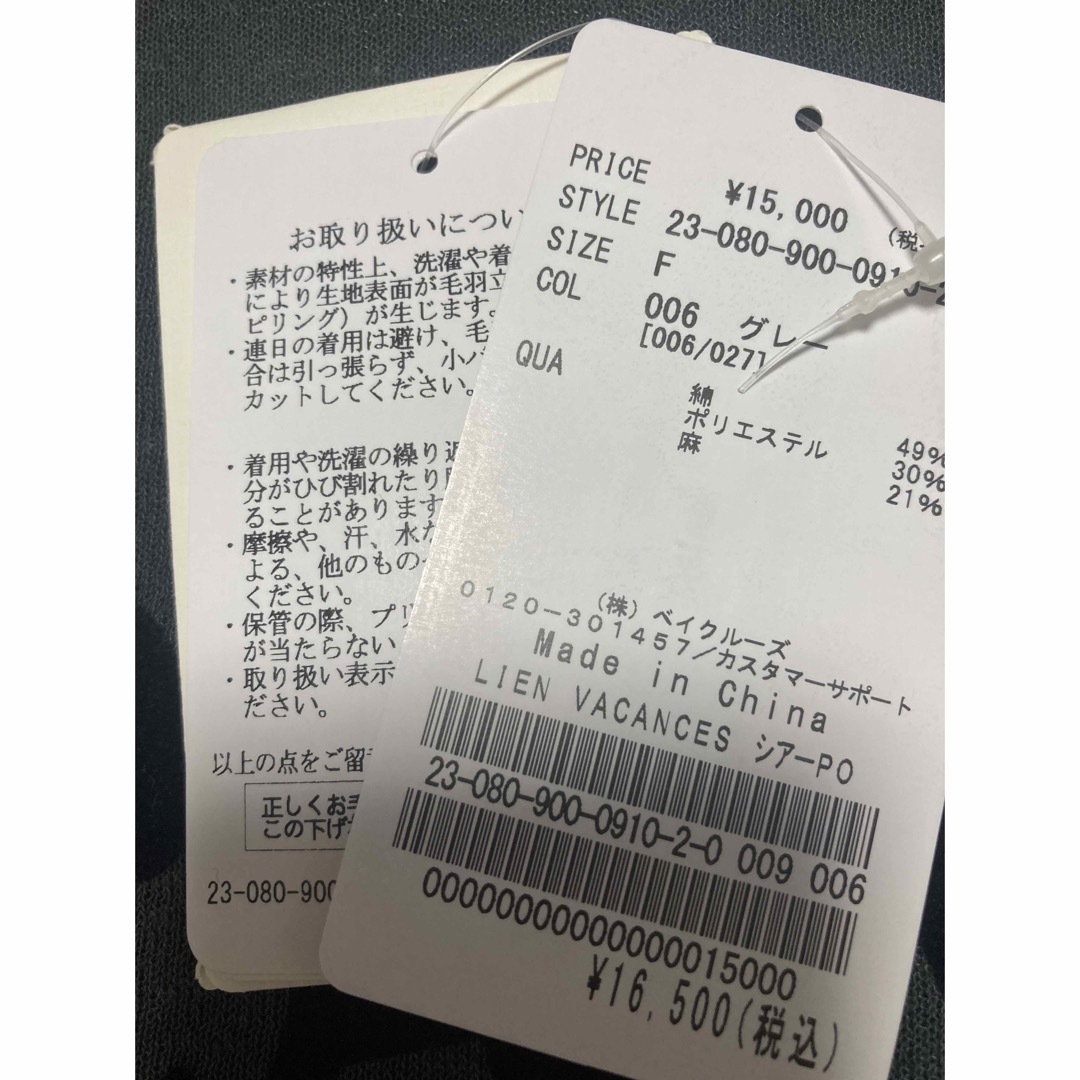 お取り扱いについ
・素材の特性上、洗濯や着
により生地表面が毛羽立
ピリング）が生じます。
・連日の着用は避け、毛
合は引っ張らず、小バ
カットしてください。
・着用や洗濯の繰り返
分がひび割れたり
ることがあります
・摩擦や、汗、水な
よる、他のものへ
ください。
・保管の際、プリ
が当たらない
・取り扱い表示
ださい。
以上の点をご留
正しくお手
この下げ
23-080-900
PRICE ¥15,000 (税
STYLE 23-080-900-0910-2
SIZE F
COL 006 グレー
[006/027]
QUA
綿 49%
ポリエステル 30%
麻 21%
(株) ベイクルーズ
0120-301457/カスタマーサポート
Made in China
LIEN VACANCES シアーPO
23-080-900-0910-2-0 009 006
0000000000000015000
¥16,500(税込)